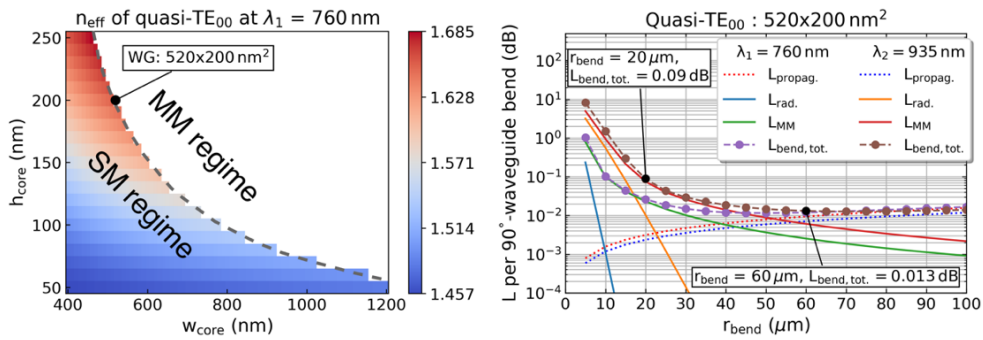 n_eff of quasi-TE_00 at λ_1 = 760 nm
h_core (nm)
250
200
150
100
50
WG: 520x200 nm²
MM regime
SM regime
400 600 800 1000 1200
w_core (nm)
1.685
1.628
1.571
1.514
1.457
Quasi-TE_00 : 520x200 nm²
L per 90°-waveguide bend (dB)
10²
10¹
10⁰
10⁻¹
10⁻²
10⁻³
10⁻⁴
r_bend = 20 μm,
L_bend, tot. = 0.09 dB
λ_1 = 760 nm λ_2 = 935 nm
L_propag. L_propag.
L_rad. L_rad.
L_MM L_MM
L_bend, tot. L_bend, tot.
r_bend = 60 μm, L_bend, tot. = 0.013 dB
0 10 20 30 40 50 60 70 80 90 100
r_bend (μm)